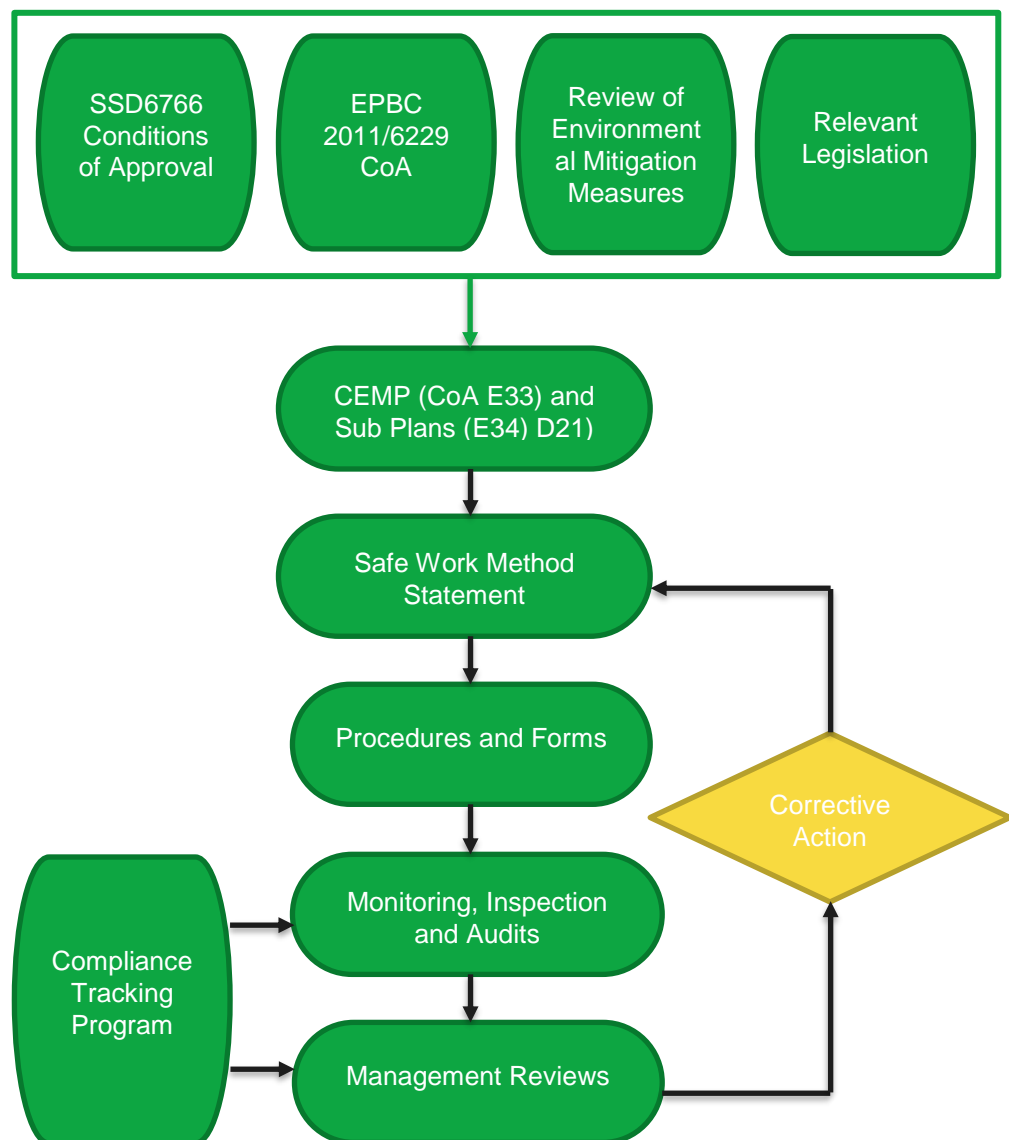 SSD6766
Conditions
of Approval
EPBC
2011/6229
CoA
Review of
Environment
al Mitigation
Measures
Relevant
Legislation
CEMP (CoA E33) and
Sub Plans (E34) D21)
Safe Work Method
Statement
Procedures and Forms
Corrective
Action
Monitoring, Inspection
and Audits
Compliance
Tracking
Program
Management Reviews